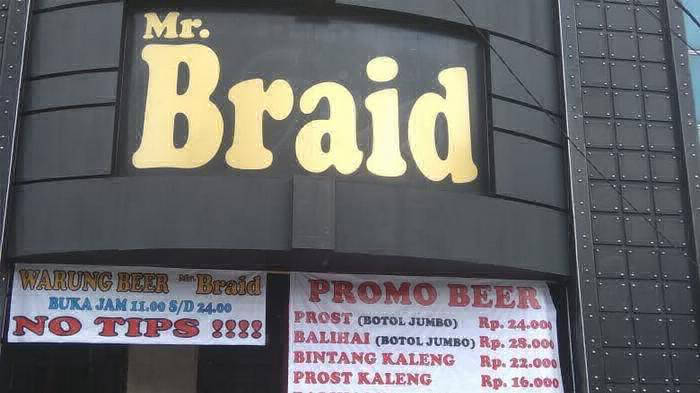 Mr.
Braid
WARUNG BEER Mr. Braid
BUKA JAM 11.00 S/D 24.00
NO TIPS !!!!
PROMO BEER
PROST (BOTOL JUMBO) Rp. 24.000
BALIHAI (BOTOL JUMBO) Rp. 28.000
BINTANG KALENG Rp. 22.000
PROST KALENG Rp. 16.000